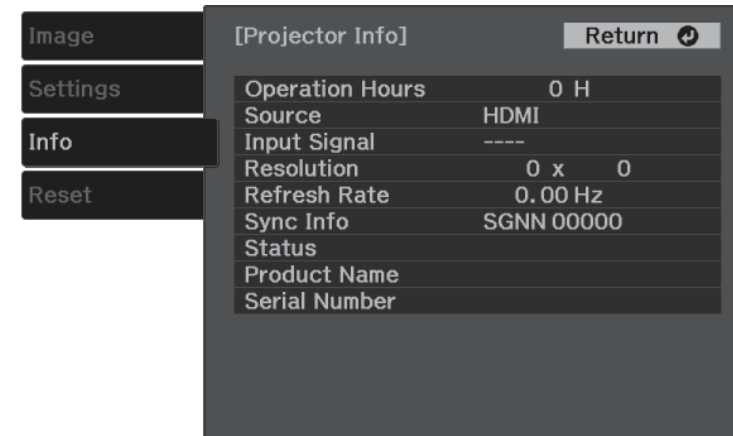 Image
Settings
Info
Reset
[Projector Info]
Return
Operation Hours 0 H
Source HDMI
Input Signal ----
Resolution 0 x 0
Refresh Rate 0.00 Hz
Sync Info SGNN 00000
Status
Product Name
Serial Number